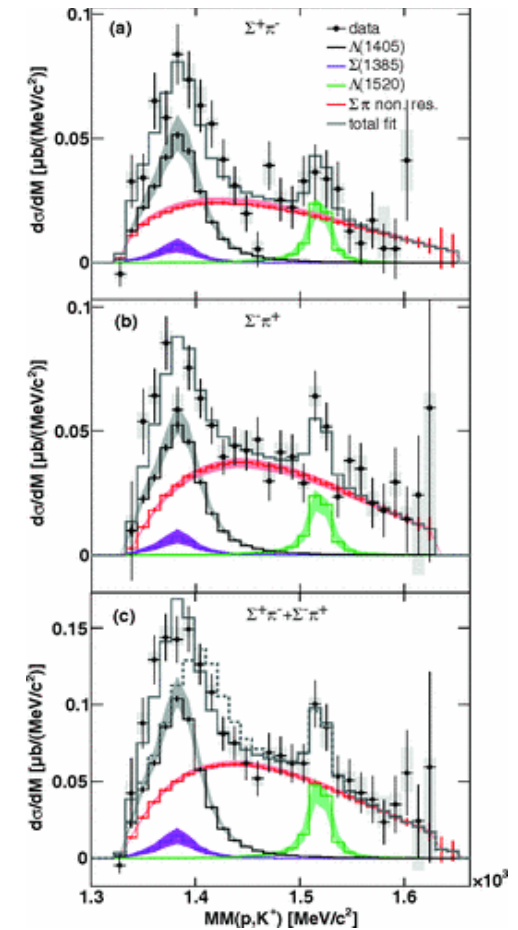 (a)
Σ⁺π⁻
data
Λ(1405)
Σ(1385)
Λ(1520)
Σπ non. res.
total fit
dσ/dM [μb/(MeV/c²)]
0.1
0.05
0
(b)
Σ⁻π⁺
dσ/dM [μb/(MeV/c²)]
0.1
0.05
0
(c)
Σ⁺π⁻+Σ⁻π⁺
dσ/dM [μb/(MeV/c²)]
0.15
0.1
0.05
0
1.3 1.4 1.5 1.6 ×10³
MM(p,K⁺) [MeV/c²]